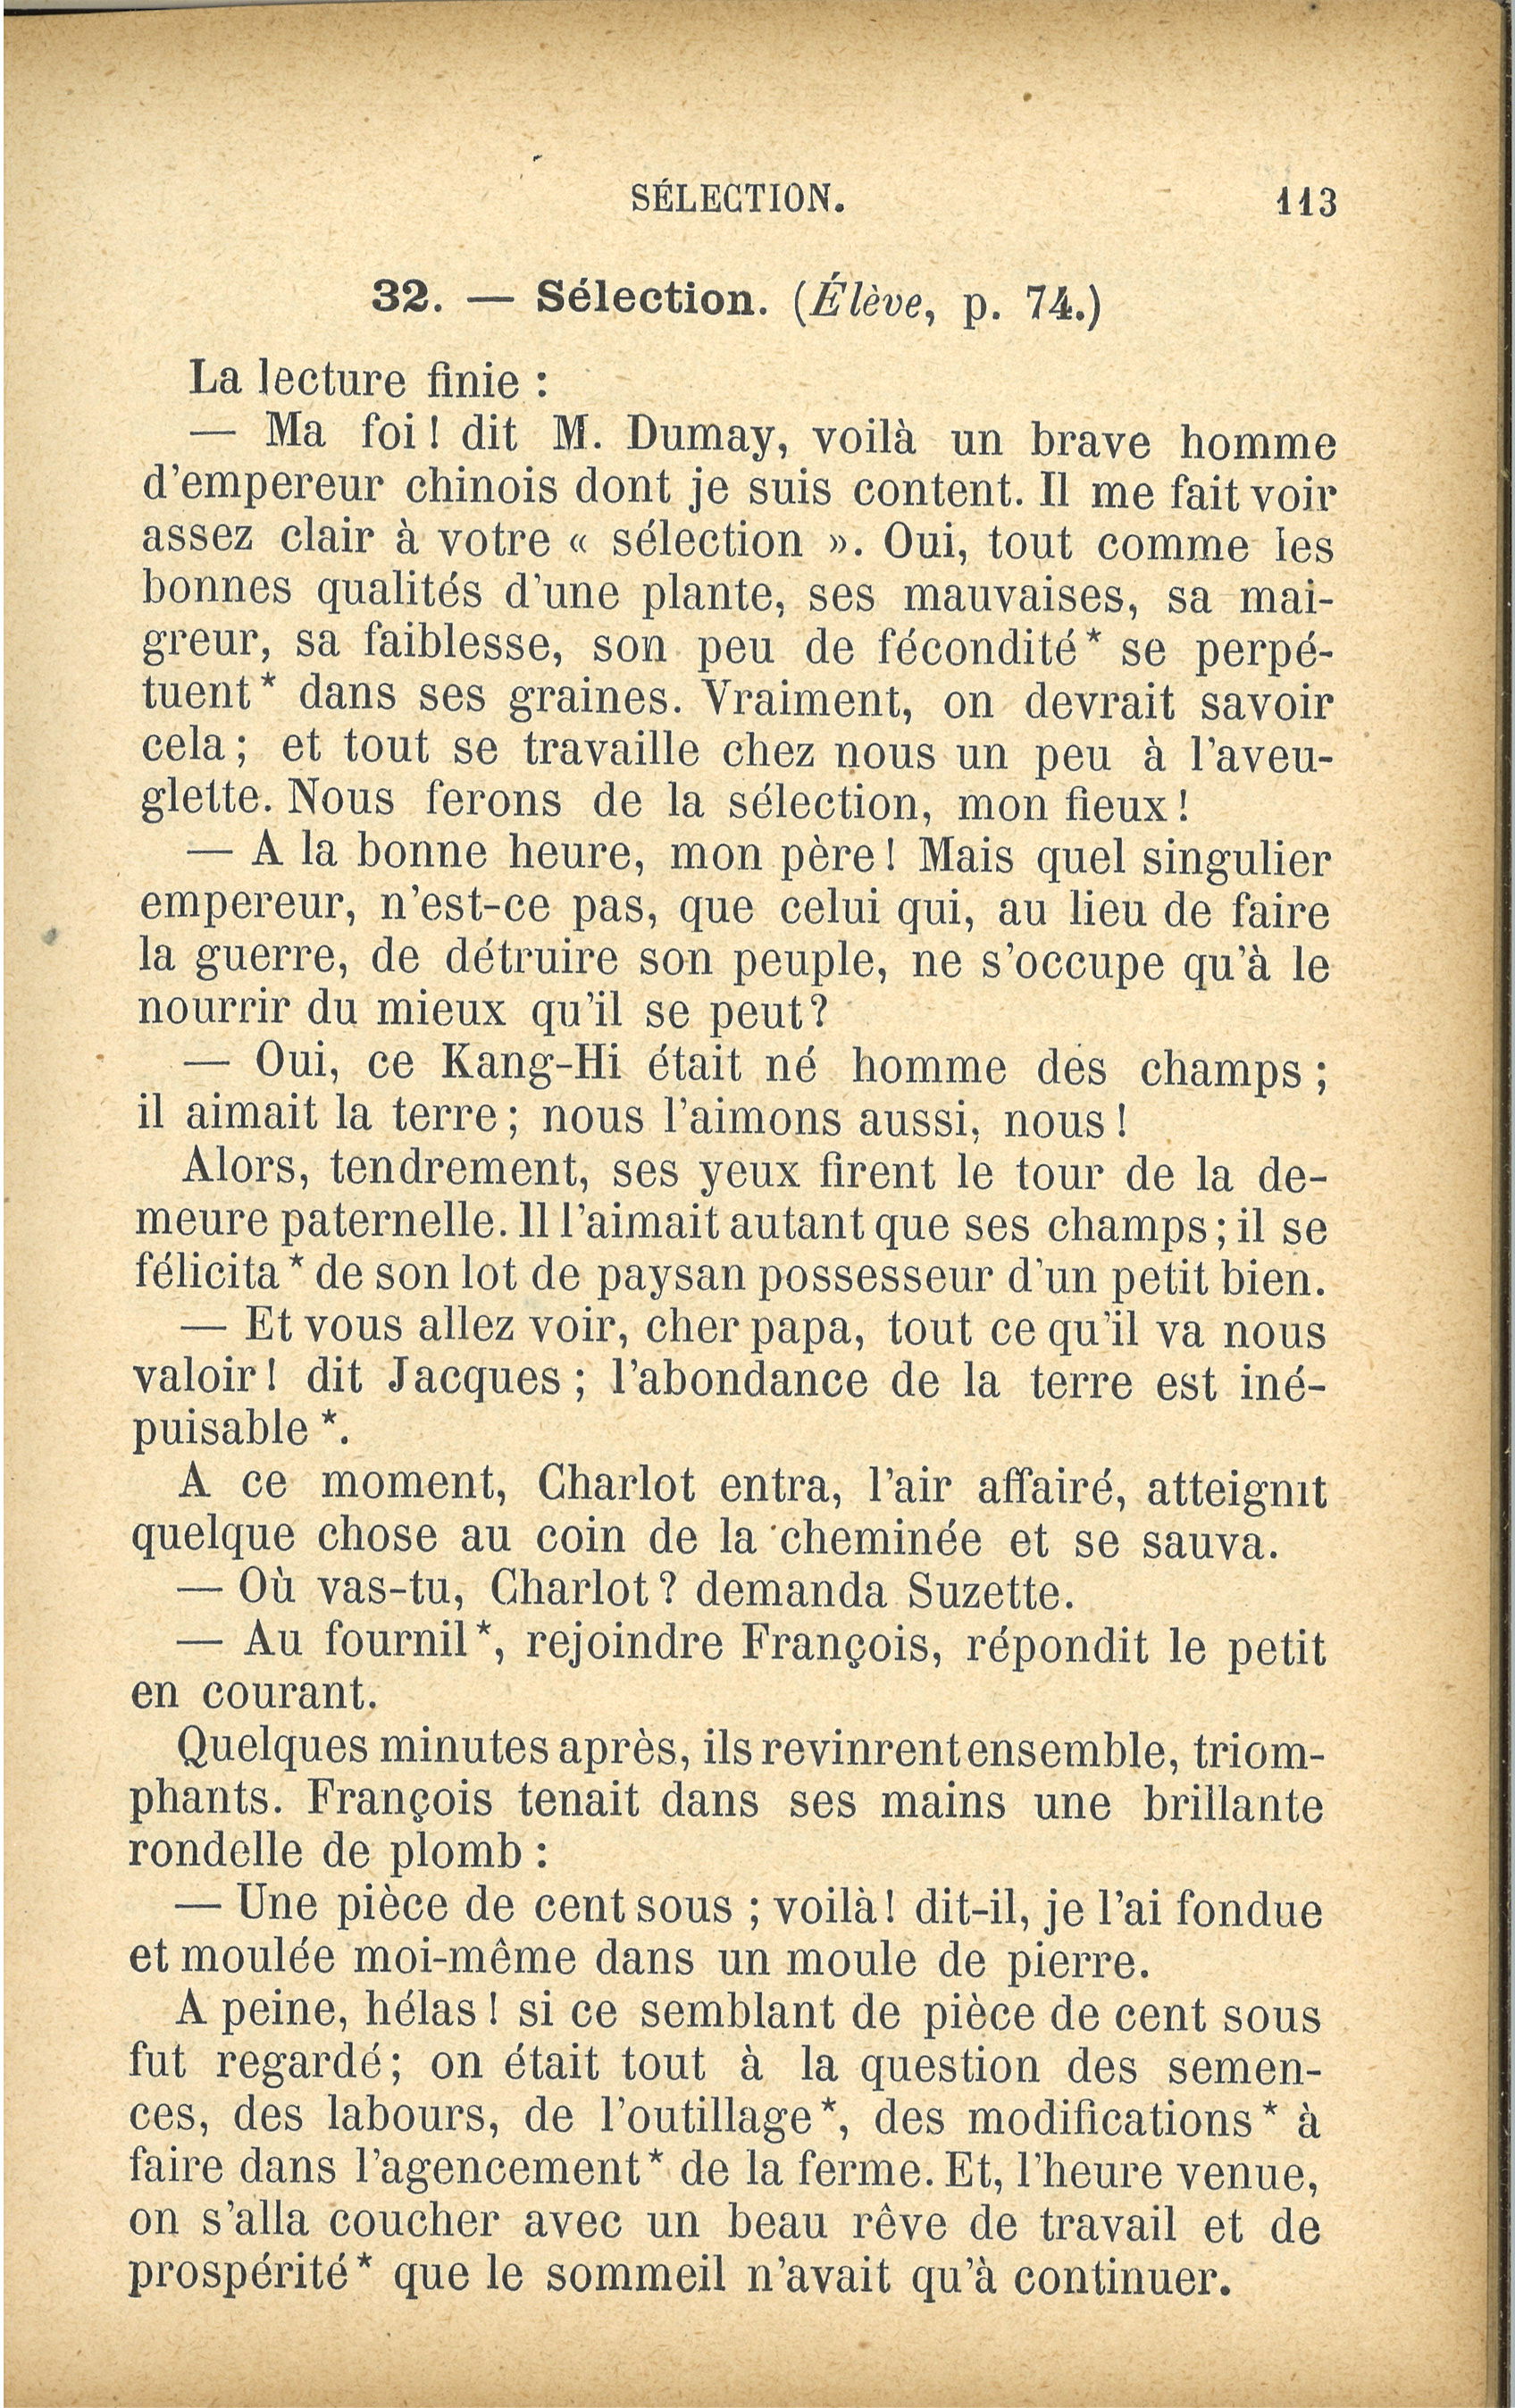 SÉLECTION. 113
32. — Sélection. (Élève, p. 74.)
La lecture finie :
— Ma foi! dit M. Dumay, voilà un brave homme
d'empereur chinois dont je suis content. Il me fait voir
assez clair à votre « sélection ». Oui, tout comme les
bonnes qualités d'une plante, ses mauvaises, sa mai-
greur, sa faiblesse, son peu de fécondité* se perpé-
tuent* dans ses graines. Vraiment, on devrait savoir
cela; et tout se travaille chez nous un peu à l'aveu-
glette. Nous ferons de la sélection, mon fieux!
— A la bonne heure, mon père! Mais quel singulier
empereur, n'est-ce pas, que celui qui, au lieu de faire
la guerre, de détruire son peuple, ne s'occupe qu'à le
nourrir du mieux qu'il se peut?
— Oui, ce Kang-Hi était né homme des champs;
il aimait la terre; nous l'aimons aussi, nous!
Alors, tendrement, ses yeux firent le tour de la de-
meure paternelle. Il l'aimait autant que ses champs; il se
félicita* de son lot de paysan possesseur d'un petit bien.
— Et vous allez voir, cher papa, tout ce qu'il va nous
valoir! dit Jacques; l'abondance de la terre est iné-
puisable*.
A ce moment, Charlot entra, l'air affairé, atteignit
quelque chose au coin de la cheminée et se sauva.
— Où vas-tu, Charlot? demanda Suzette.
— Au fournil*, rejoindre François, répondit le petit
en courant.
Quelques minutes après, ils revinrent ensemble, triom-
phants. François tenait dans ses mains une brillante
rondelle de plomb :
— Une pièce de cent sous; voilà! dit-il, je l'ai fondue
et moulée moi-même dans un moule de pierre.
A peine, hélas! si ce semblant de pièce de cent sous
fut regardé; on était tout à la question des semen-
ces, des labours, de l'outillage*, des modifications* à
faire dans l'agencement* de la ferme. Et, l'heure venue,
on s'alla coucher avec un beau rêve de travail et de
prospérité* que le sommeil n'avait qu'à continuer.